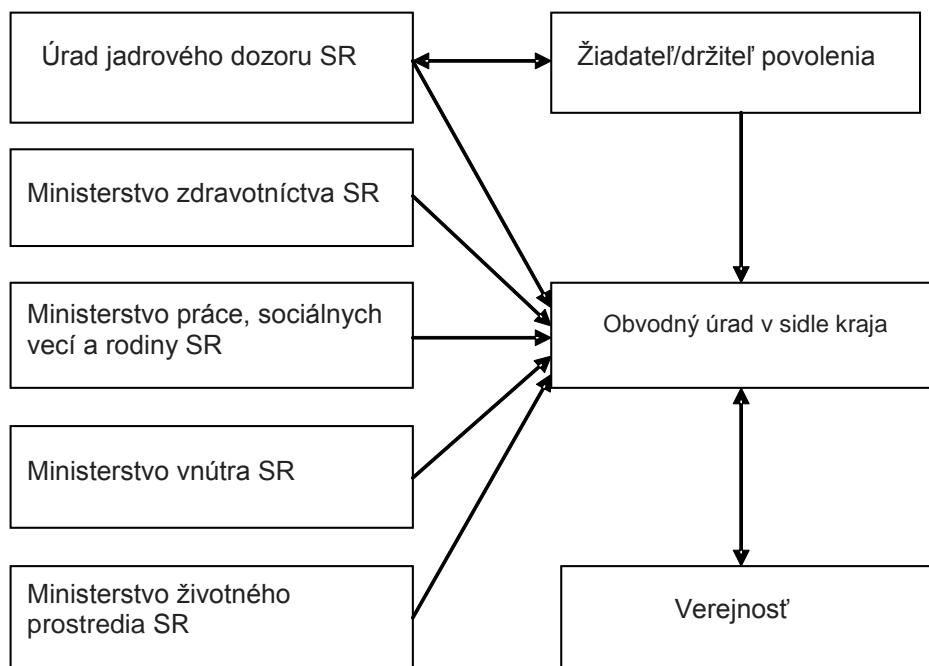 Úrad jadrového dozoru SR
Žiadateľ/držiteľ povolenia
Ministerstvo zdravotníctva SR
Ministerstvo práce, sociálnych
vecí a rodiny SR
Obvodný úrad v sidle kraja
Ministerstvo vnútra SR
Ministerstvo životného
prostredia SR
Verejnosť